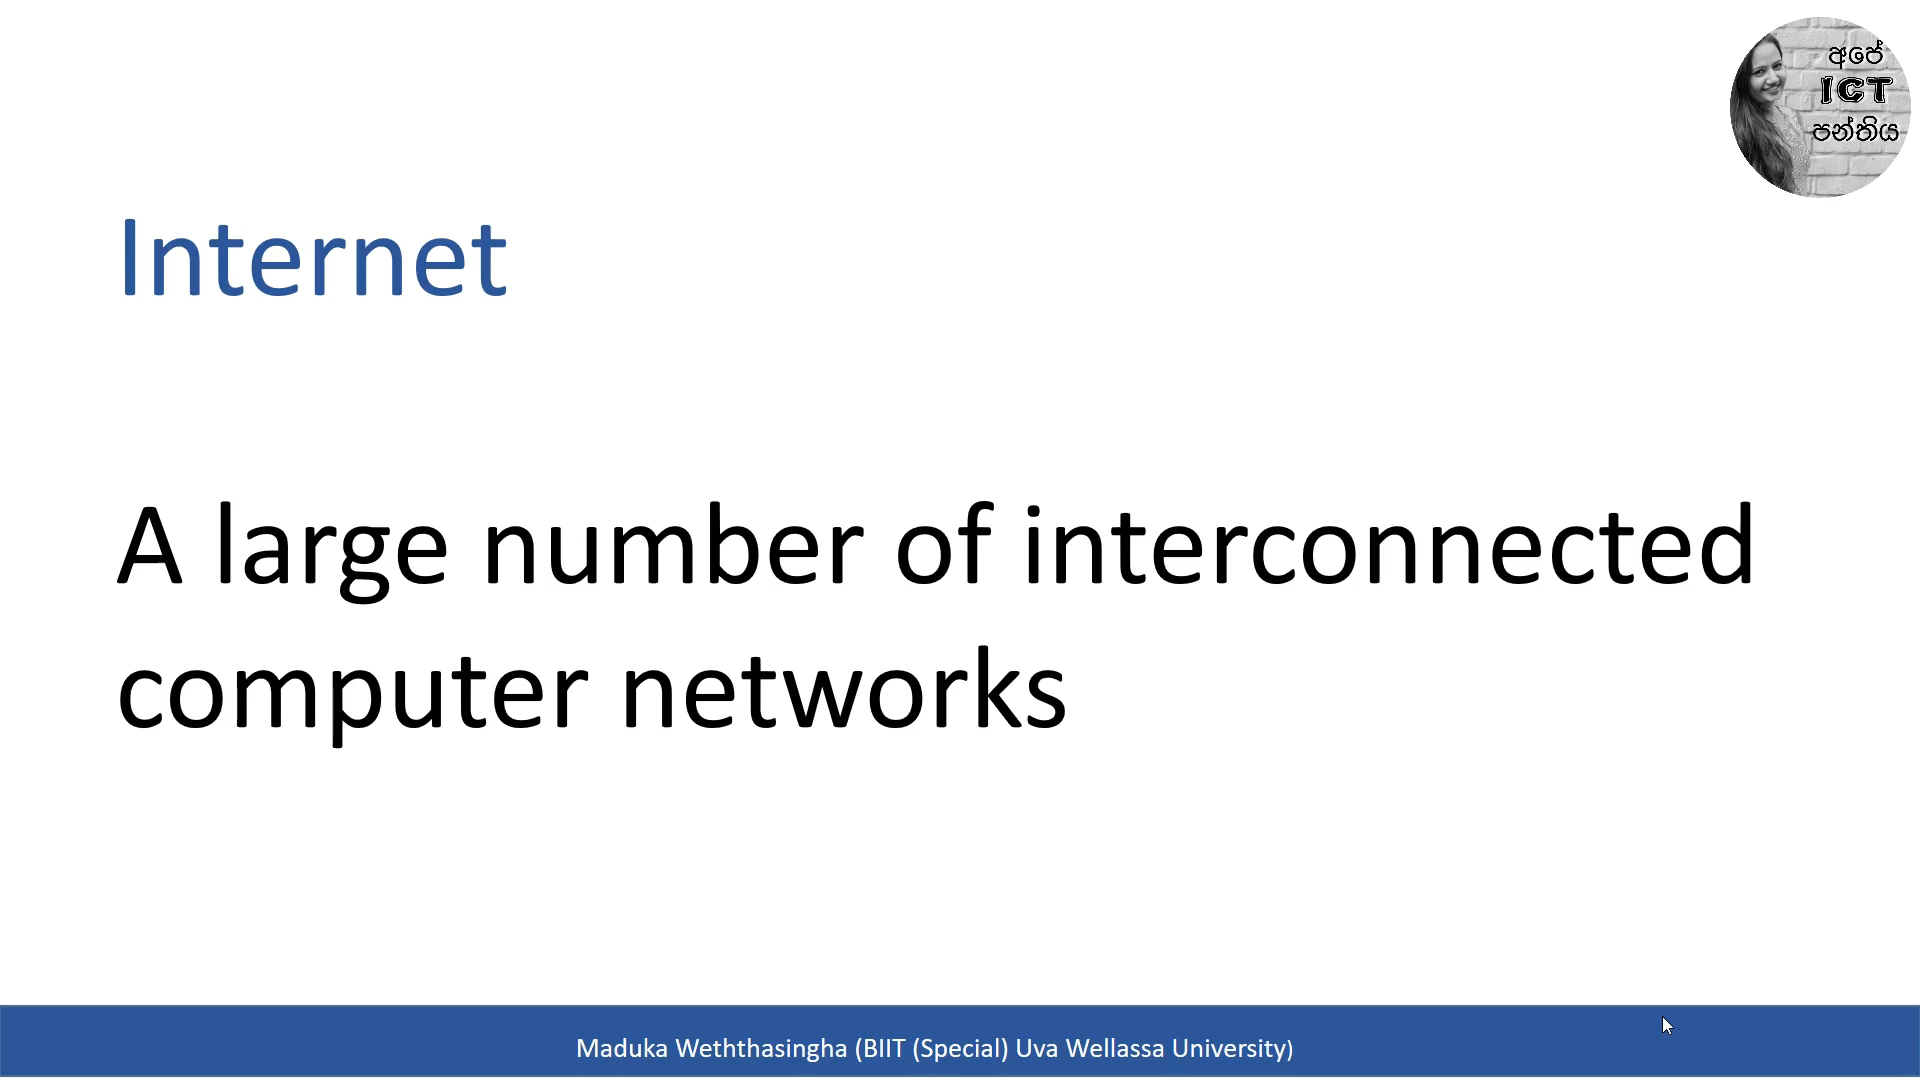 අපේ
ICT
පන්තිය
Internet
A large number of interconnected
computer networks
Maduka Weththasingha (BIIT (Special) Uva Wellassa University)